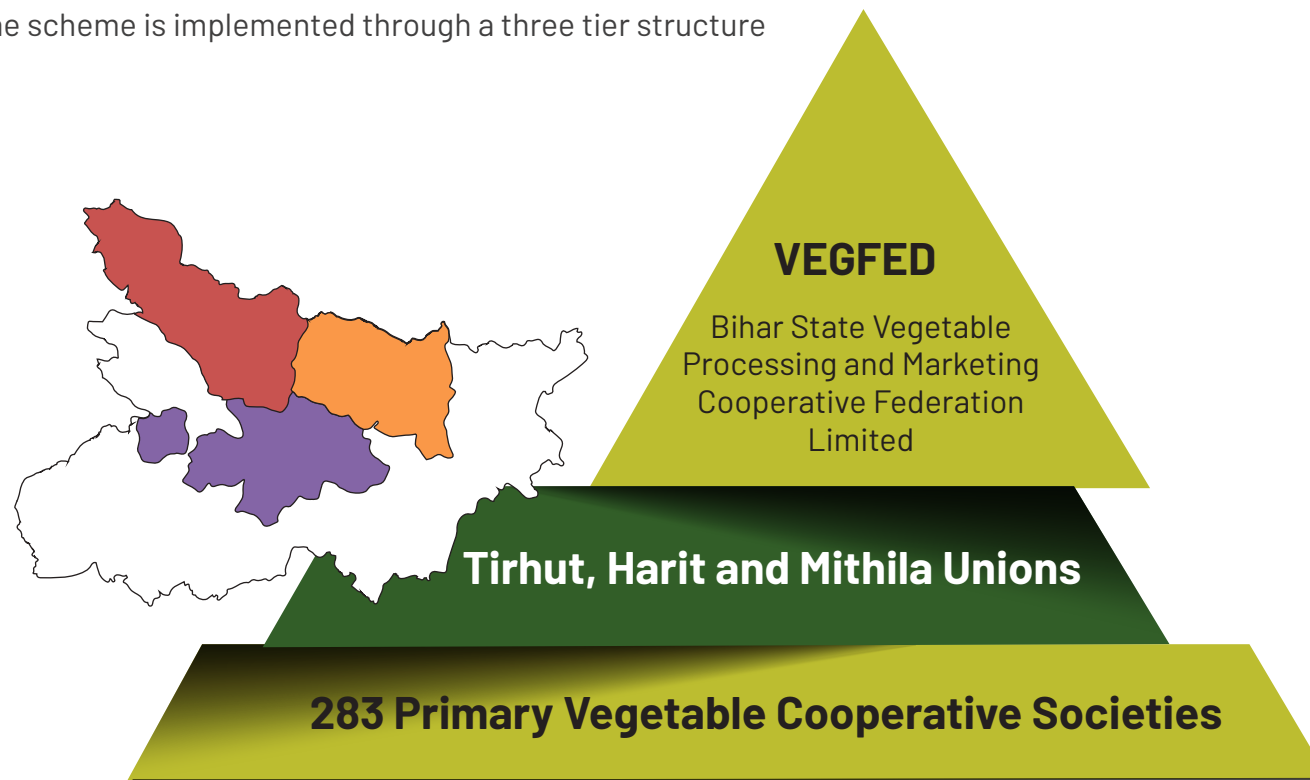 ne scheme is implemented through a three tier structure
VEGFED
Bihar State Vegetable
Processing and Marketing
Cooperative Federation
Limited
Tirhut, Harit and Mithila Unions
283 Primary Vegetable Cooperative Societies